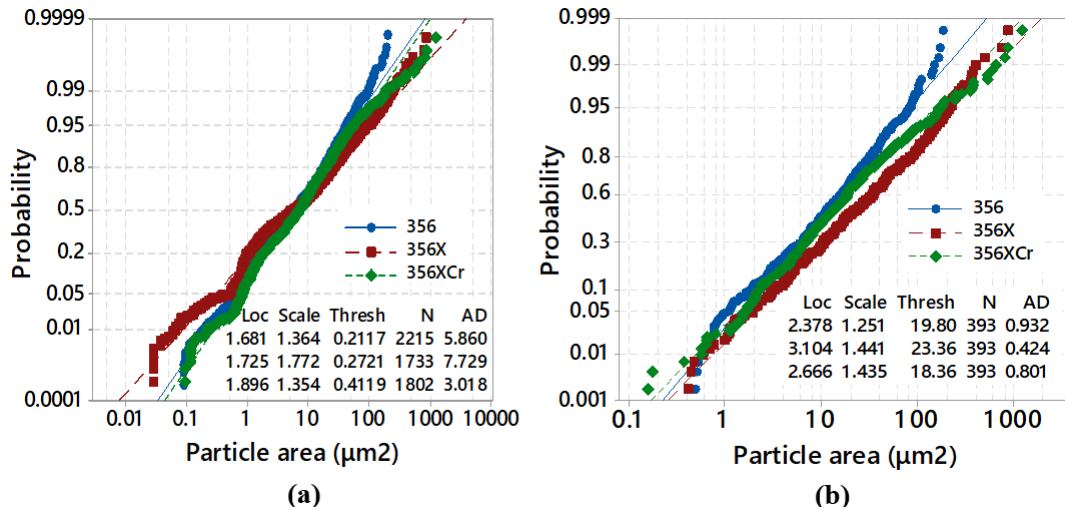 0.9999
0.99
0.95
0.8
0.5
0.2
0.05
0.01
0.0001
Probability
356
356X
356XCr
Loc Scale Thresh N AD
1.681 1.364 0.2117 2215 5.860
1.725 1.772 0.2721 1733 7.729
1.896 1.354 0.4119 1802 3.018
0.01 0.1 1 10 100 1000 10000
Particle area (μm2)
(a)
0.999
0.99
0.95
0.8
0.6
0.3
0.1
0.05
0.01
0.001
Probability
356
356X
356XCr
Loc Scale Thresh N AD
2.378 1.251 19.80 393 0.932
3.104 1.441 23.36 393 0.424
2.666 1.435 18.36 393 0.801
0.1 1 10 100 1000
Particle area (μm2)
(b)